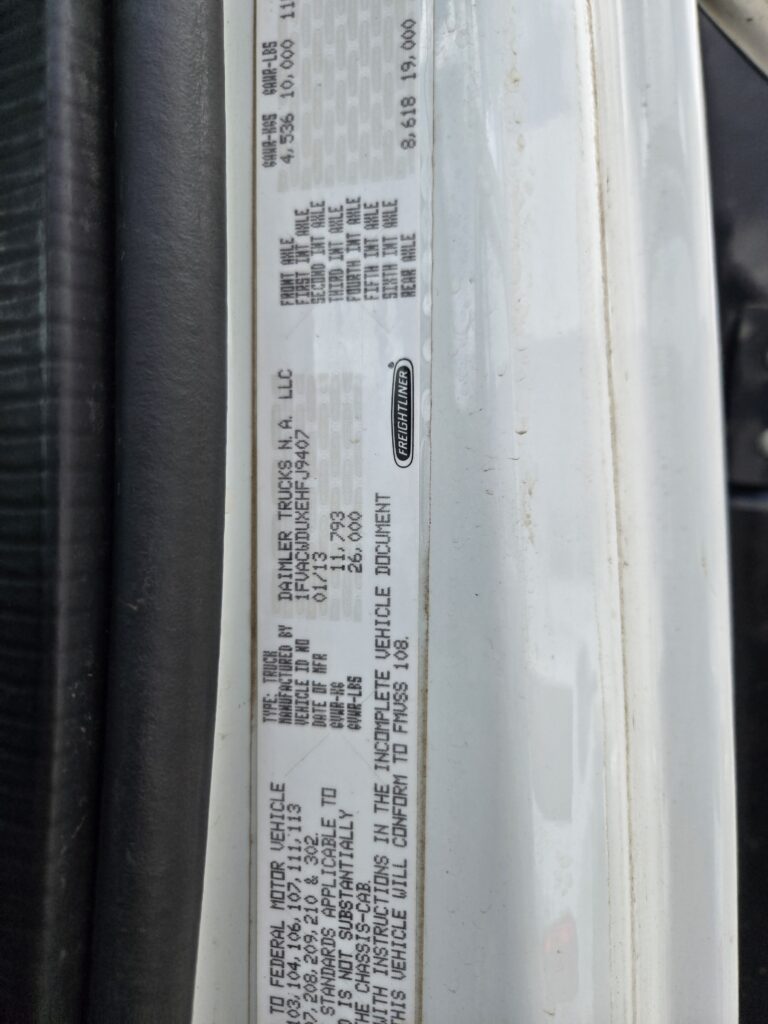 TO FEDERAL MOTOR VEHICLE
103, 104, 106, 107, 111, 113
207, 208, 209, 210 & 302.
STANDARDS APPLICABLE TO
IS NOT SUBSTANTIALLY
THE CHASSIS-CAB.
WITH INSTRUCTIONS IN THE INCOMPLETE VEHICLE DOCUMENT
THIS VEHICLE WILL CONFORM TO FMVSS 108.
TYPE: TRUCK
MANUFACTURED BY DAIMLER TRUCKS N.A. LLC
VEHICLE ID NO 1FVACWDUXEHFJ9407
DATE OF MFR 01/13
GVWR-KG 11,793
GVWR-LBS 26,000
FREIGHTLINER
GAWR-KGS GAWR-LBS
FRONT AXLE 4,536 10,000
FIRST INT AXLE
SECOND INT AXLE
THIRD INT AXLE
FOURTH INT AXLE
FIFTH INT AXLE
SIXTH INT AXLE
REAR AXLE 8,618 19,000